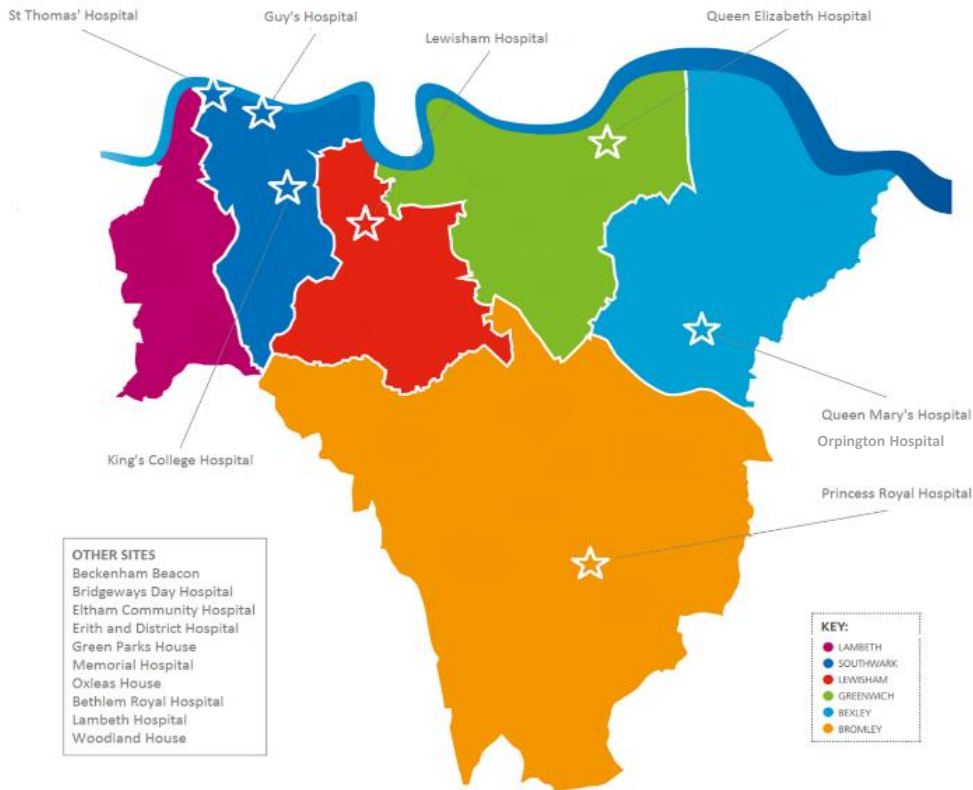 St Thomas' Hospital
Guy's Hospital
Lewisham Hospital
Queen Elizabeth Hospital
Queen Mary's Hospital
Orpington Hospital
King's College Hospital
Princess Royal Hospital
OTHER SITES
Beckenham Beacon
Bridgeways Day Hospital
Eltham Community Hospital
Erith and District Hospital
Green Parks House
Memorial Hospital
Oxleas House
Bethlem Royal Hospital
Lambeth Hospital
Woodland House
KEY:
LAMBETH
SOUTHWARK
LEWISHAM
GREENWICH
BEXLEY
BROMLEY